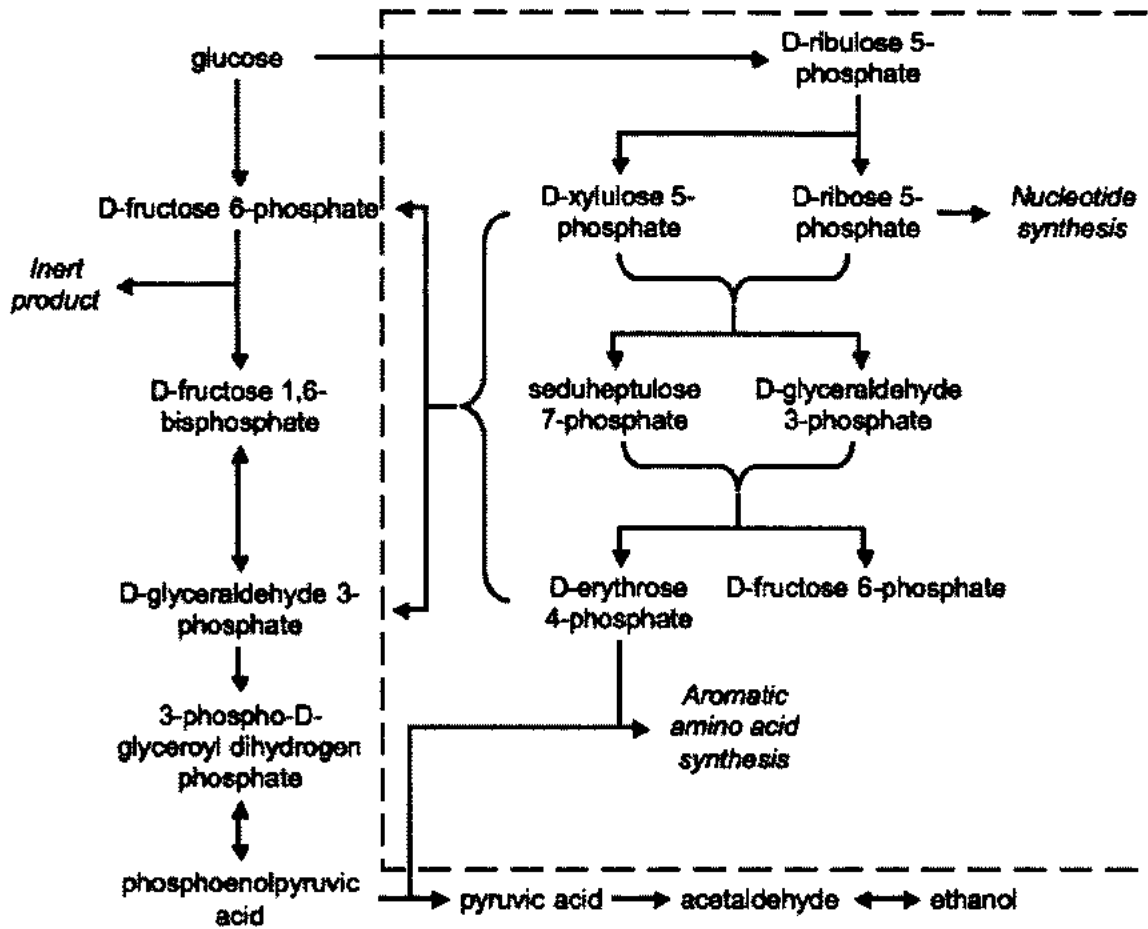 glucose
D-ribulose 5-
phosphate
D-fructose 6-phosphate
D-xylulose 5-
phosphate
D-ribose 5-
phosphate
Nucleotide
synthesis
Inert
product
D-fructose 1,6-
bisphosphate
seduheptulose
7-phosphate
D-glyceraldehyde
3-phosphate
D-glyceraldehyde 3-
phosphate
D-erythrose
4-phosphate
D-fructose 6-phosphate
3-phospho-D-
glyceroyl dihydrogen
phosphate
Aromatic
amino acid
synthesis
phosphoenolpyruvic
acid
pyruvic acid
acetaldehyde
ethanol